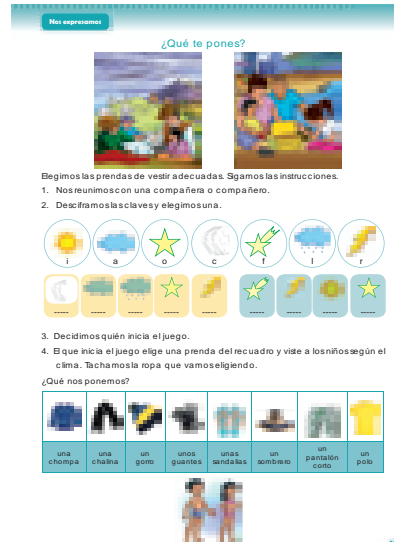 Nos expresamos
¿Qué te pones?
Elegimos las prendas de vestir adecuadas. Sigamos las instrucciones.
1. Nos reunimos con una compañera o compañero.
2. Desciframos las claves y elegimos una.
i a o c f l r
----- ----- ----- ----- ----- ----- ----- ----- -----
3. Decidimos quién inicia el juego.
4. El que inicia el juego elige una prenda del recuadro y viste a los niños según el
clima. Tachamos la ropa que vamos eligiendo.
¿Qué nos ponemos?
una chompa
una chalina
un gorro
unos guantes
unas sandalias
un sombrero
un pantalón corto
un polo